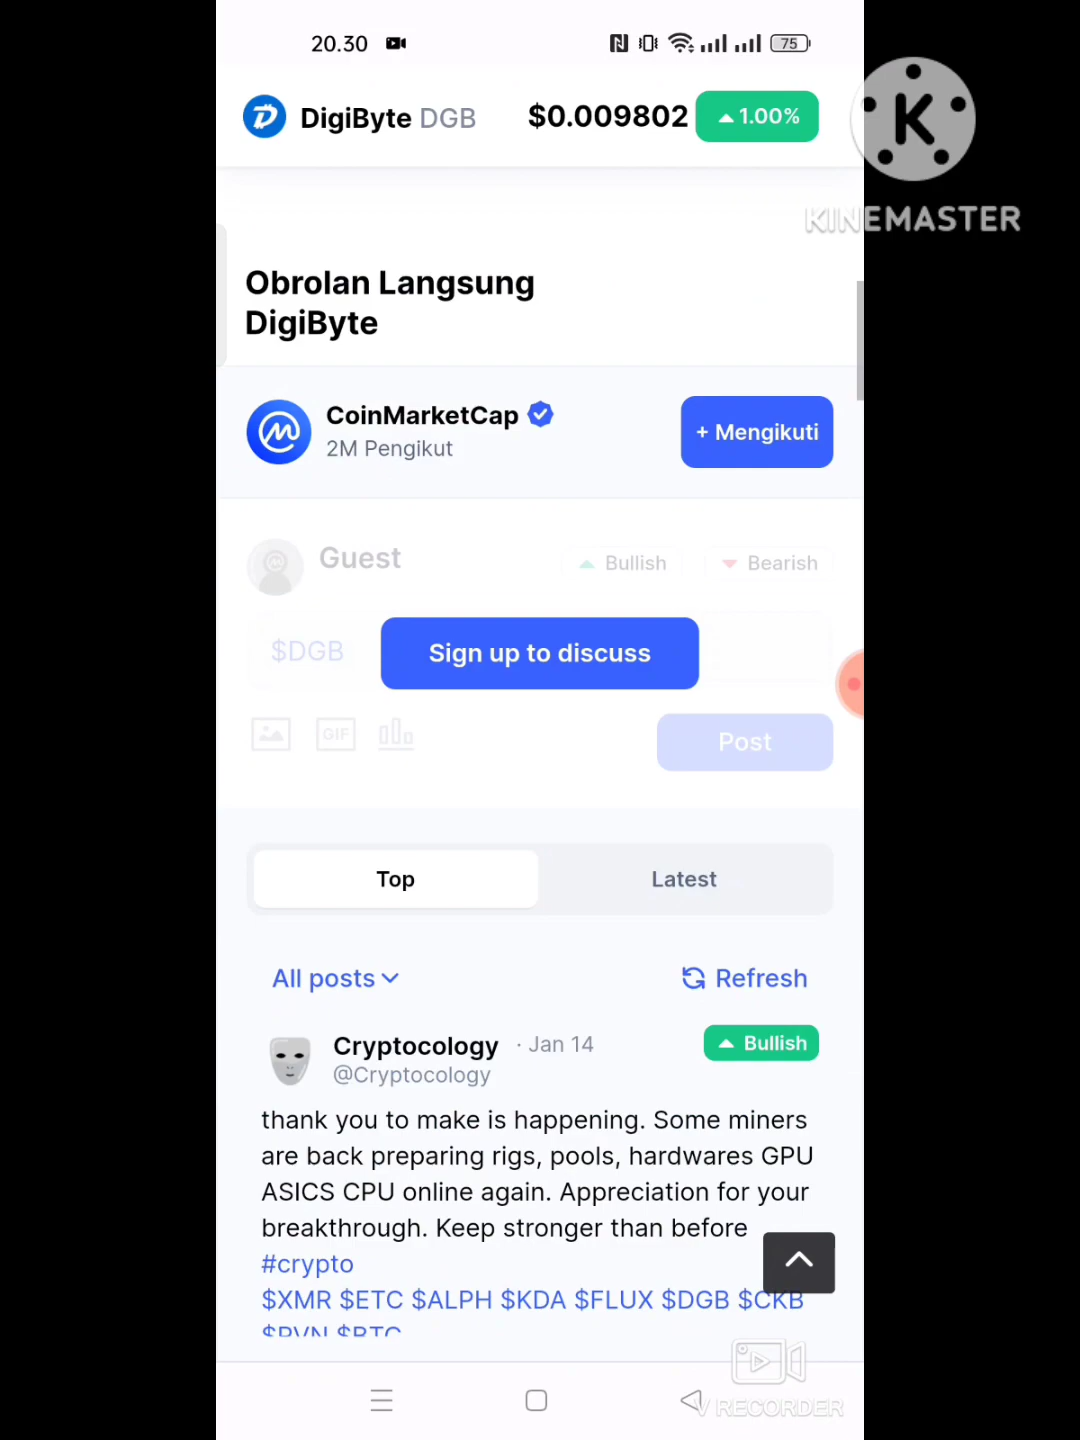 20.30
75
DigiByte DGB $0.009802 1.00%
K
KINEMASTER
Obrolan Langsung
DigiByte
CoinMarketCap
2M Pengikut
+ Mengikuti
Guest
Bullish
Bearish
$DGB
Sign up to discuss
GIF
Post
Top
Latest
All posts
Refresh
Cryptocology · Jan 14
Bullish
@Cryptocology
thank you to make is happening. Some miners
are back preparing rigs, pools, hardwares GPU
ASICS CPU online again. Appreciation for your
breakthrough. Keep stronger than before
#crypto
$XMR $ETC $ALPH $KDA $FLUX $DGB $CKB
$RVN $BTC
V RECORDER